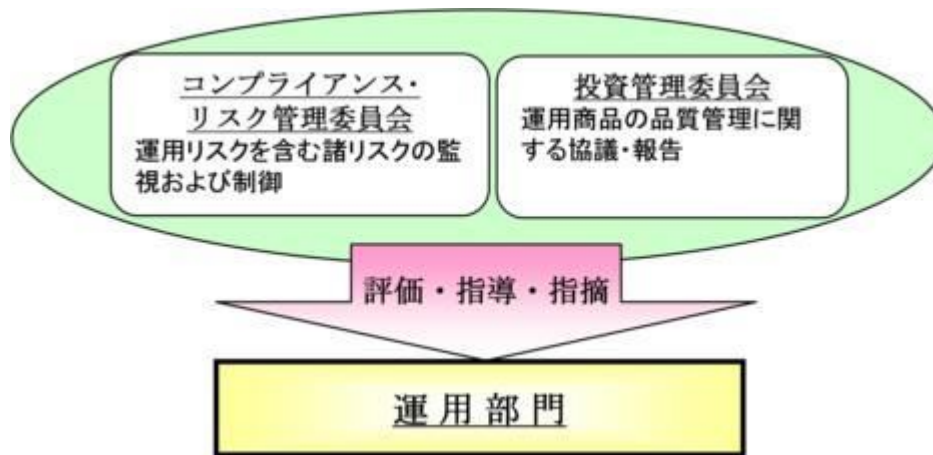 コンプライアンス・
リスク管理委員会
運用リスクを含む諸リスクの監
視および制御
投資管理委員会
運用商品の品質管理に関
する協議・報告
評価・指導・指摘
運用部門